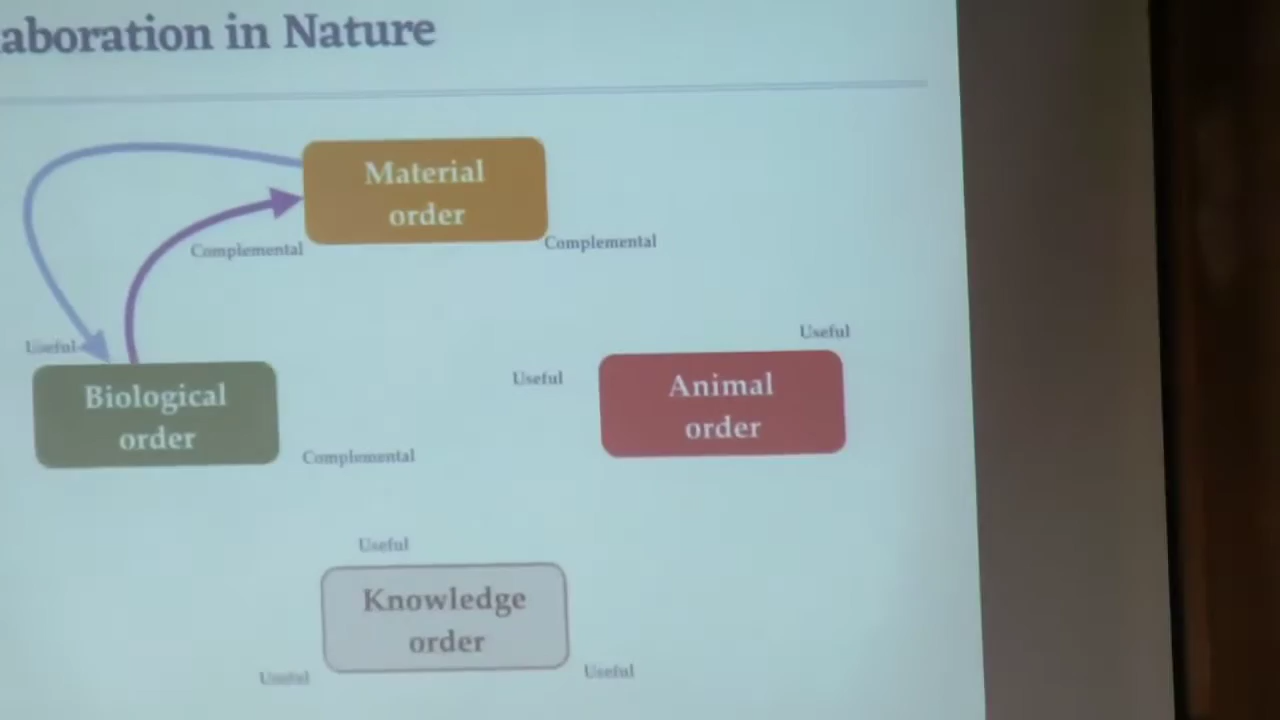 aboration in Nature
Material
order
Complemental
Complemental
Useful
Useful
Biological
order
Useful
Animal
order
Complemental
Useful
Knowledge
order
Useful
Useful